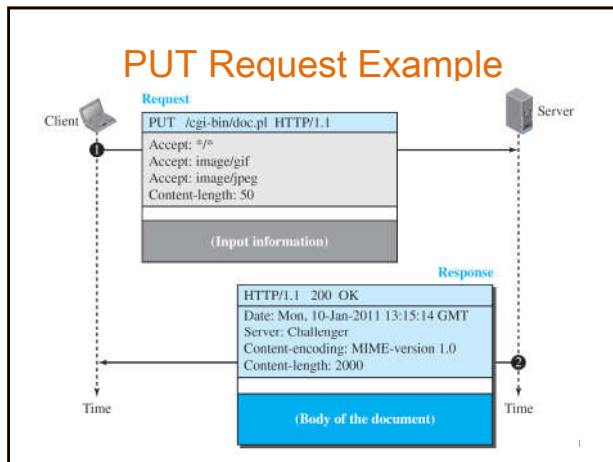 PUT Request Example
Request
Client
Server
PUT /cgi-bin/doc.pl HTTP/1.1
1
Accept: */*
Accept: image/gif
Accept: image/jpeg
Content-length: 50
(Input information)
Response
HTTP/1.1 200 OK
Date: Mon, 10-Jan-2011 13:15:14 GMT
Server: Challenger
Content-encoding: MIME-version 1.0
Content-length: 2000
2
Time
Time
(Body of the document)